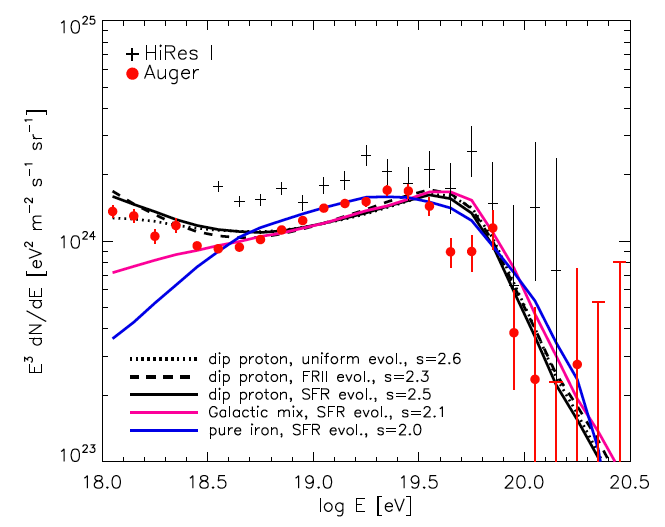 10^25
HiRes I
Auger
E^3 dN/dE [eV^2 m^-2 s^-1 sr^-1]
10^24
dip proton, uniform evol., s=2.6
dip proton, FRII evol., s=2.3
dip proton, SFR evol., s=2.5
Galactic mix, SFR evol., s=2.1
pure iron, SFR evol., s=2.0
10^23
18.0 18.5 19.0 19.5 20.0 20.5
log E [eV]